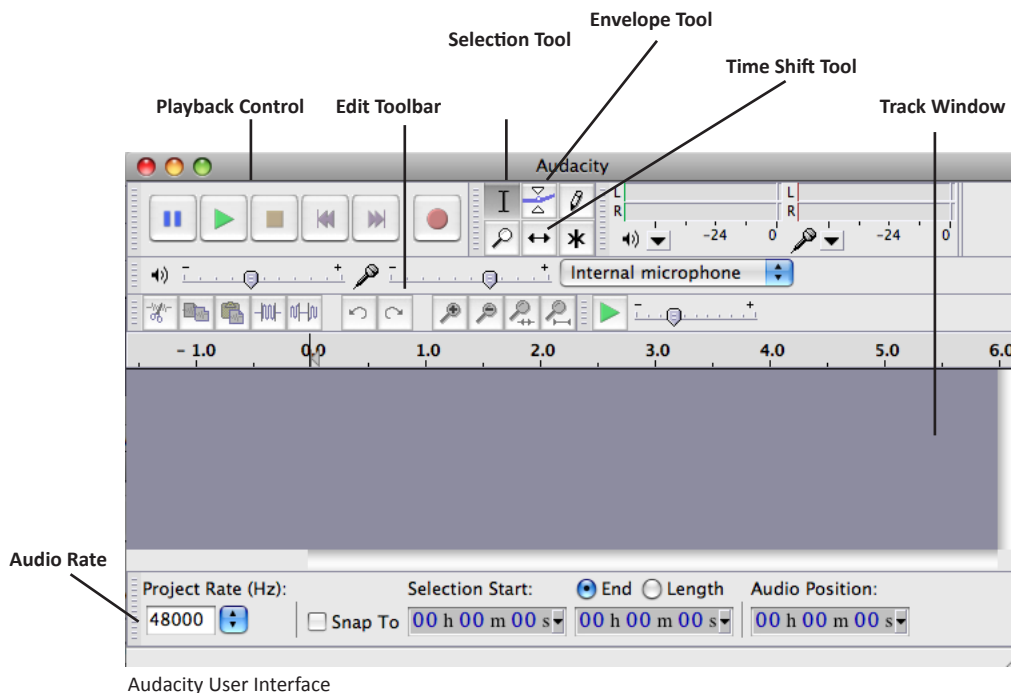 Envelope Tool
Selection Tool
Time Shift Tool
Playback Control Edit Toolbar Track Window
Audacity
L L
R R
-24 0 -24 0
- + - + Internal microphone
- +
- 1.0 0.0 1.0 2.0 3.0 4.0 5.0 6.0
Audio Rate
Project Rate (Hz): Selection Start: End Length Audio Position:
48000 Snap To 00 h 00 m 00 s 00 h 00 m 00 s 00 h 00 m 00 s
Audacity User Interface